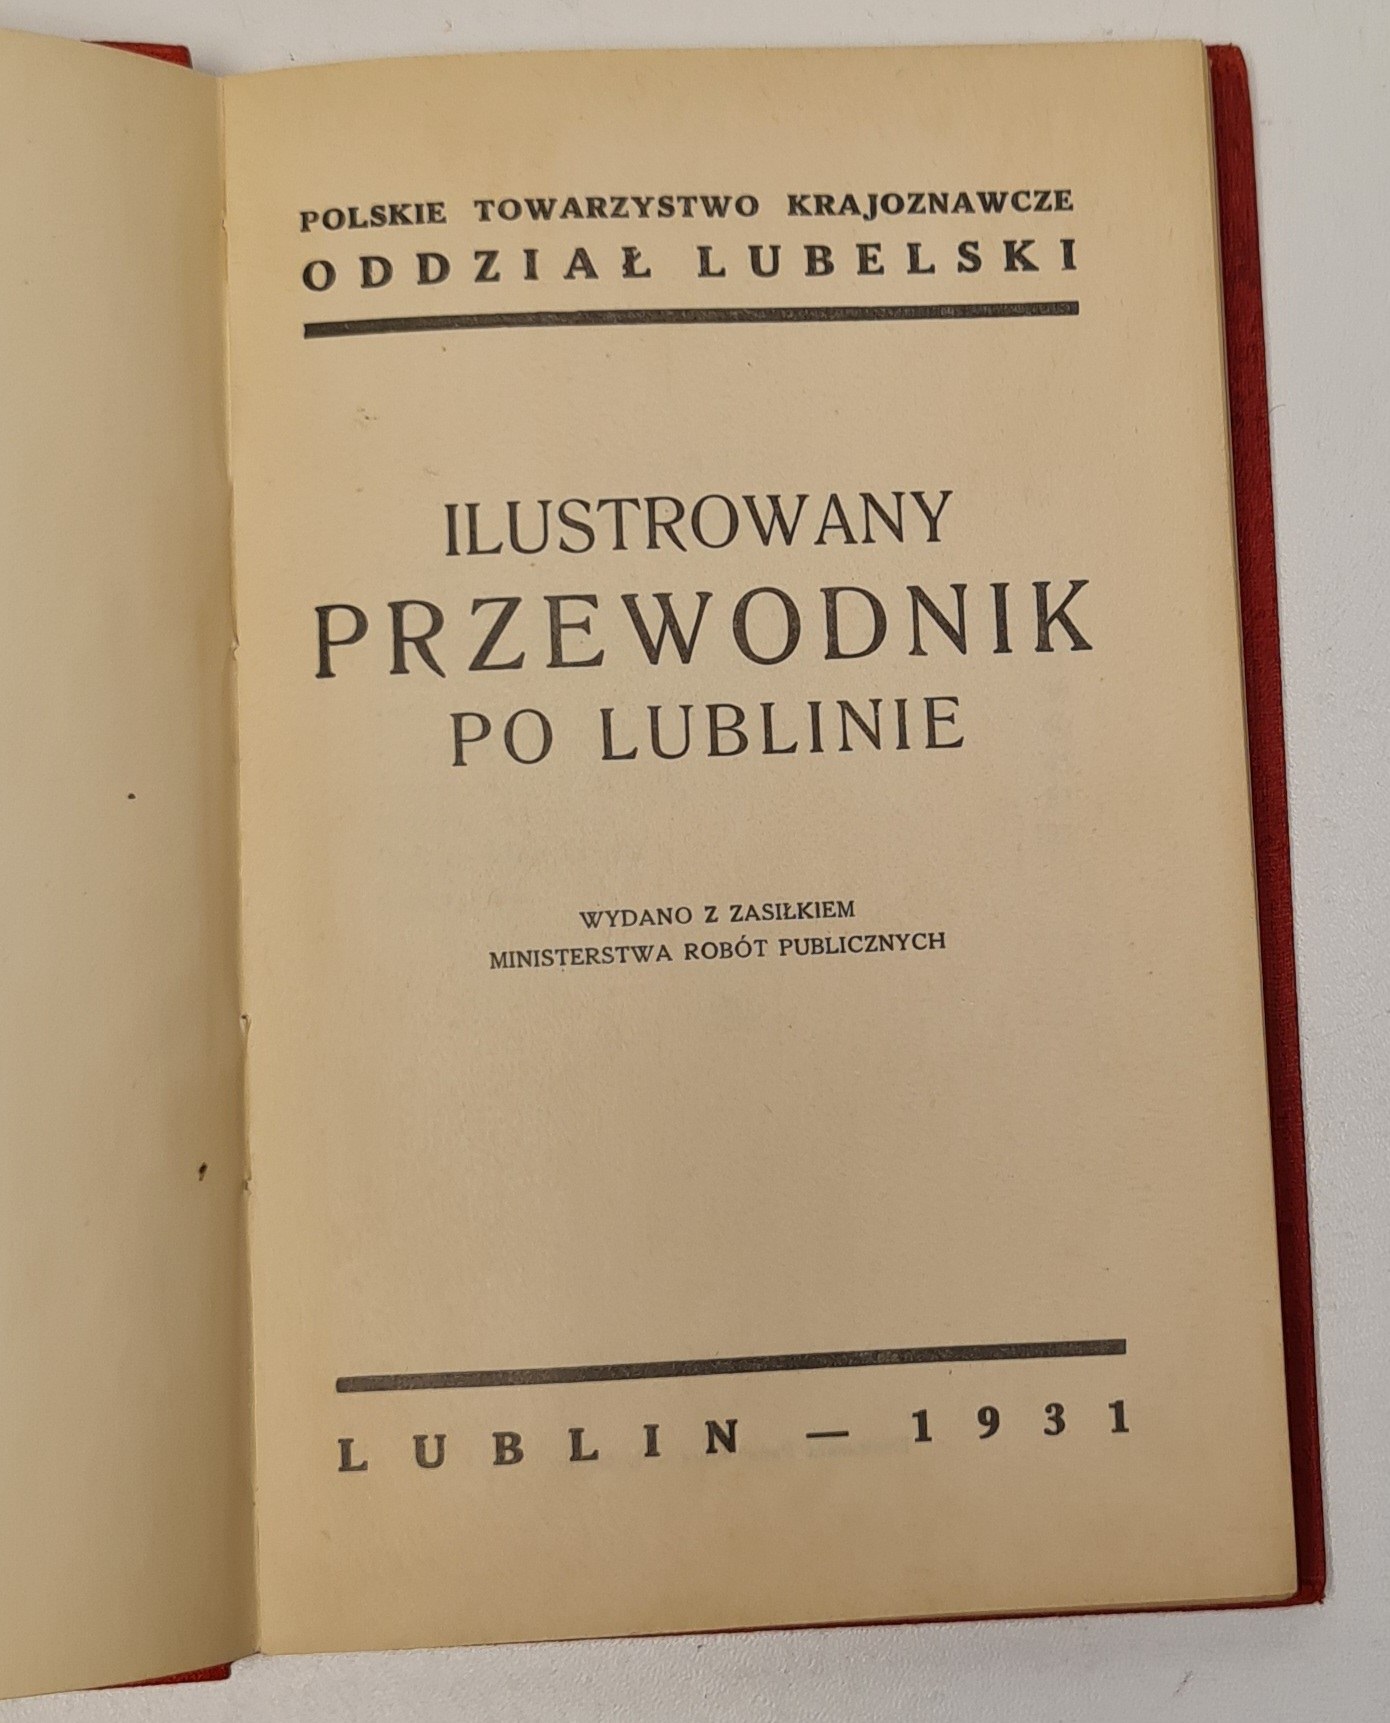 POLSKIE TOWARZYSTWO KRAJOZNAWCZE
ODDZIAŁ LUBELSKI
ILUSTROWANY
PRZEWODNIK
PO LUBLINIE
WYDANO Z ZASIŁKIEM
MINISTERSTWA ROBÓT PUBLICZNYCH
LUBLIN — 1931